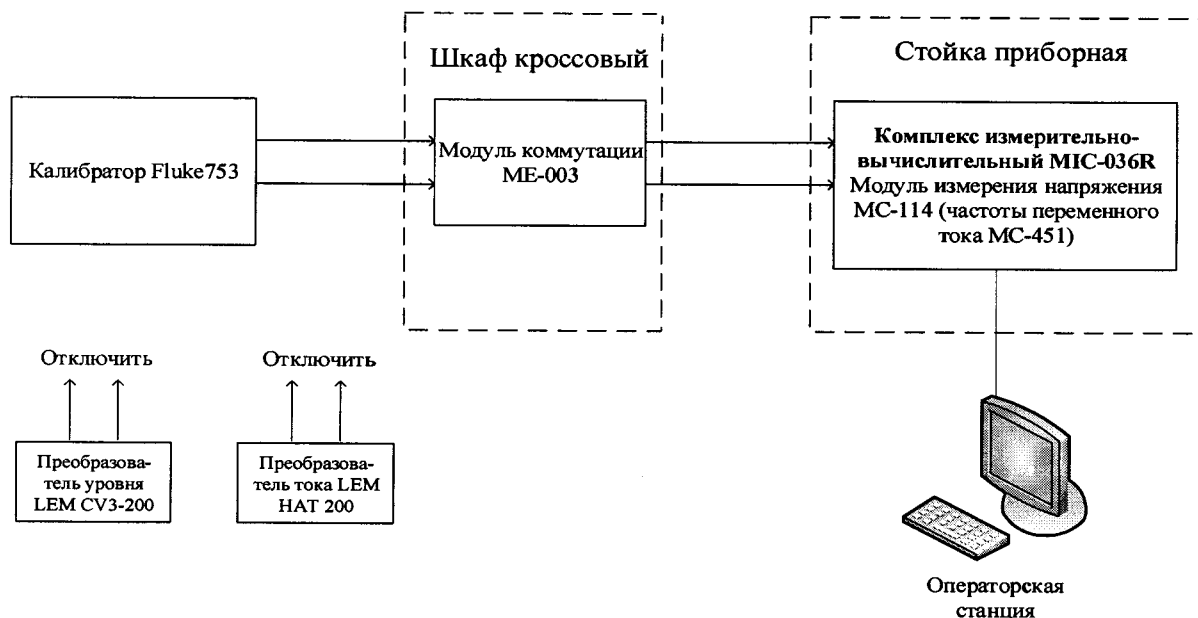 Шкаф кроссовый
Стойка приборная
Калибратор Fluke753
Модуль коммутации
МЕ-003
Комплекс измерительно-
вычислительный MIC-036R
Модуль измерения напряжения
МС-114 (частоты переменного
тока МС-451)
Отключить
Отключить
Преобразова-
тель уровня
LEM CV3-200
Преобразова-
тель тока LEM
HAT 200
Операторская
станция